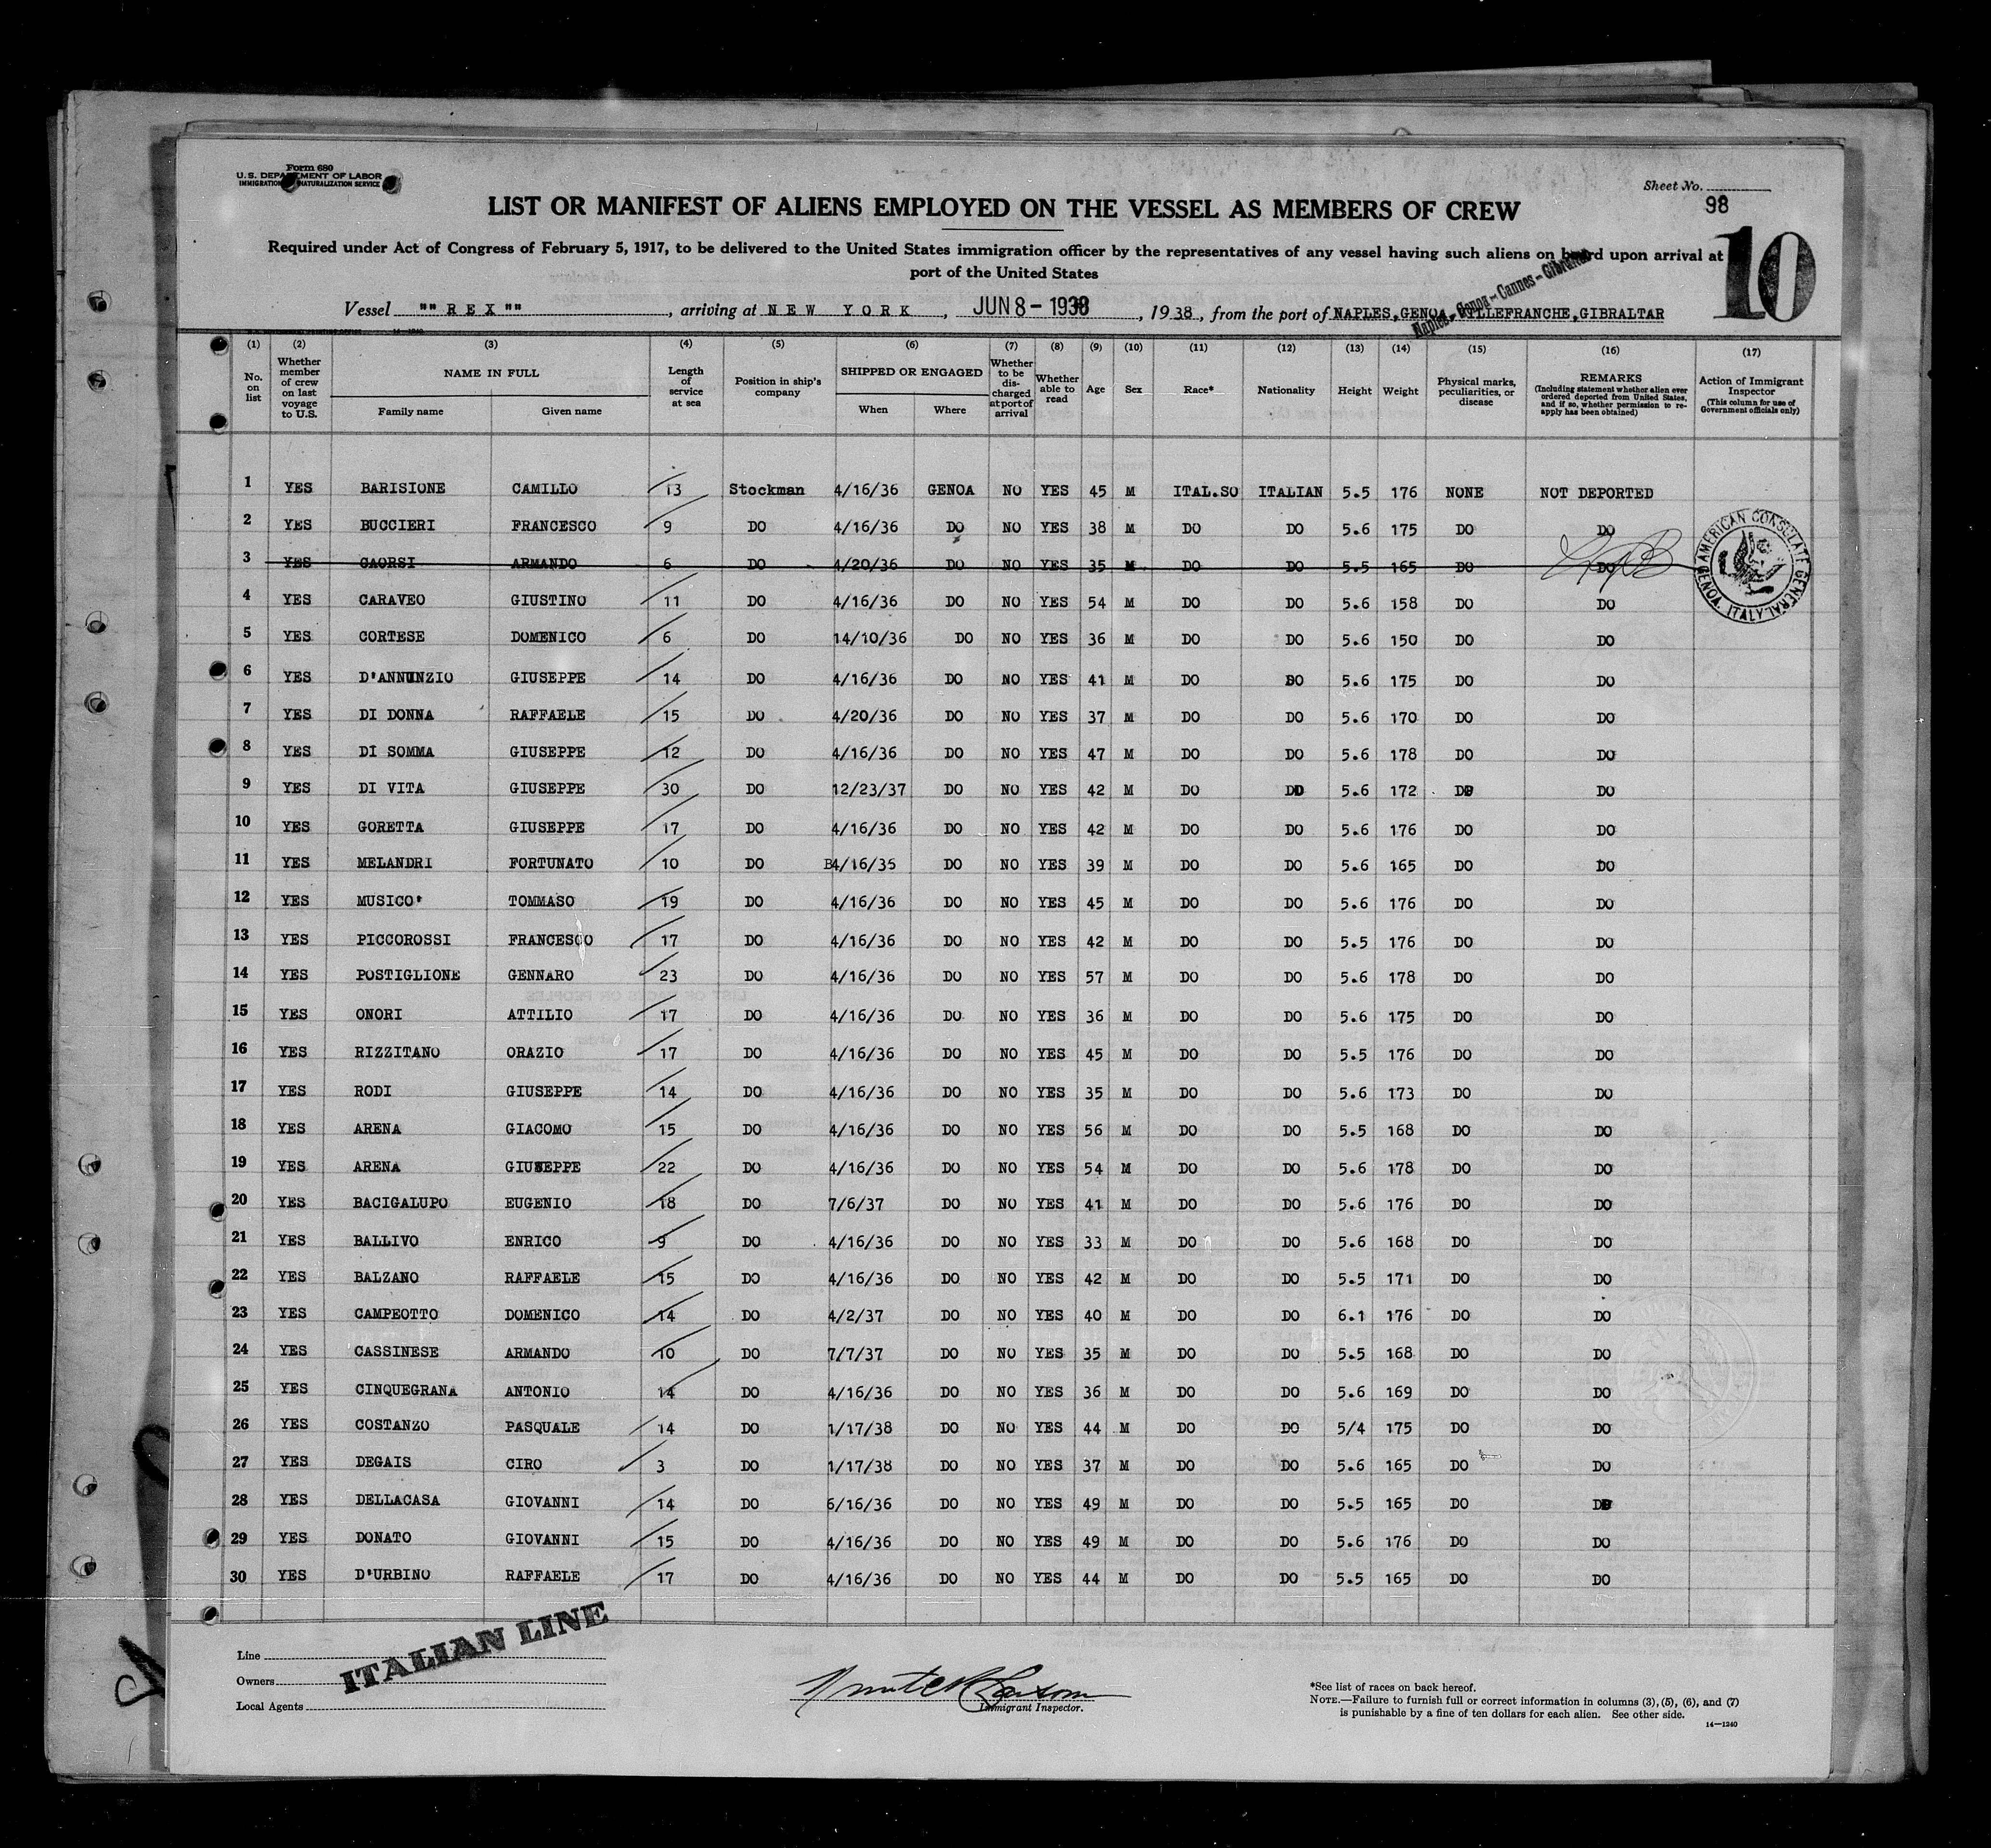 Form 680
U.S. DEPARTMENT OF LABOR
IMMIGRATION NATURALIZATION SERVICE
Sheet No.
98
10
LIST OR MANIFEST OF ALIENS EMPLOYED ON THE VESSEL AS MEMBERS OF CREW
Required under Act of Congress of February 5, 1917, to be delivered to the United States immigration officer by the representatives of any vessel having such aliens on board upon arrival at
port of the United States
Naples - Genoa - Cannes - Gibraltar
Vessel ""REX"", arriving at NEW YORK, JUN 8 - 1938, 1938, from the port of NAPLES, GENOA, VILLEFRANCHE, GIBRALTAR
(1) (2) (3) (4) (5) (6) (7) (8) (9) (10) (11) (12) (13) (14) (15) (16) (17)
No. on list Whether member of crew on last voyage to U.S. NAME IN FULL Family name Given name Length of service at sea Position in ship's company SHIPPED OR ENGAGED When Where Whether to be discharged at port of arrival Whether able to read Age Sex Race* Nationality Height Weight Physical marks, peculiarities, or disease REMARKS (Including statement whether alien ever ordered deported from United States, and if so, whether permission to reapply has been obtained) Action of Immigrant Inspector (This column for use of Government officials only)
1 YES BARISIONE CAMILLO 13 Stockman 4/16/36 GENOA NO YES 45 M ITAL.SO ITALIAN 5.5 176 NONE NOT DEPORTED
2 YES BUCCIERI FRANCESCO 9 DO 4/16/36 DO NO YES 38 M DO DO 5.6 175 DO DO
3 YES CAORSI ARMANDO 6 DO 4/20/36 DO NO YES 35 M DO DO 5.5 165 DO DO
AMERICAN CONSULATE GENERAL GENOA, ITALY
4 YES CARAVEO GIUSTINO 11 DO 4/16/36 DO NO YES 54 M DO DO 5.6 158 DO DO
5 YES CORTESE DOMENICO 6 DO 14/10/36 DO NO YES 36 M DO DO 5.6 150 DO DO
6 YES D'ANNUNZIO GIUSEPPE 14 DO 4/16/36 DO NO YES 41 M DO DO 5.6 175 DO DO
7 YES DI DONNA RAFFAELE 15 DO 4/20/36 DO NO YES 37 M DO DO 5.6 170 DO DO
8 YES DI SOMMA GIUSEPPE 12 DO 4/16/36 DO NO YES 47 M DO DO 5.6 178 DO DO
9 YES DI VITA GIUSEPPE 30 DO 12/23/37 DO NO YES 42 M DO DO 5.6 172 DO DO
10 YES GORETTA GIUSEPPE 17 DO 4/16/36 DO NO YES 42 M DO DO 5.6 176 DO DO
11 YES MELANDRI FORTUNATO 10 DO B4/16/35 DO NO YES 39 M DO DO 5.6 165 DO DO
12 YES MUSICO' TOMMASO 19 DO 4/16/36 DO NO YES 45 M DO DO 5.6 176 DO DO
13 YES PICCOROSSI FRANCESCO 17 DO 4/16/36 DO NO YES 42 M DO DO 5.5 176 DO DO
14 YES POSTIGLIONE GENNARO 23 DO 4/16/36 DO NO YES 57 M DO DO 5.6 178 DO DO
15 YES ONORI ATTILIO 17 DO 4/16/36 DO NO YES 36 M DO DO 5.6 175 DO DO
16 YES RIZZITANO ORAZIO 17 DO 4/16/36 DO NO YES 45 M DO DO 5.5 176 DO DO
17 YES RODI GIUSEPPE 14 DO 4/16/36 DO NO YES 35 M DO DO 5.6 173 DO DO
18 YES ARENA GIACOMO 15 DO 4/16/36 DO NO YES 56 M DO DO 5.5 168 DO DO
19 YES ARENA GIUSEPPE 22 DO 4/16/36 DO NO YES 54 M DO DO 5.6 178 DO DO
20 YES BACIGALUPO EUGENIO 18 DO 7/6/37 DO NO YES 41 M DO DO 5.6 176 DO DO
21 YES BALLIVO ENRICO 9 DO 4/16/36 DO NO YES 33 M DO DO 5.6 168 DO DO
22 YES BALZANO RAFFAELE 15 DO 4/16/36 DO NO YES 42 M DO DO 5.5 171 DO DO
23 YES CAMPEOTTO DOMENICO 14 DO 4/2/37 DO NO YES 40 M DO DO 6.1 176 DO DO
24 YES CASSINESE ARMANDO 10 DO 7/7/37 DO NO YES 35 M DO DO 5.5 168 DO DO
25 YES CINQUEGRANA ANTONIO 14 DO 4/16/36 DO NO YES 36 M DO DO 5.6 169 DO DO
26 YES COSTANZO PASQUALE 14 DO 1/17/38 DO NO YES 44 M DO DO 5/4 175 DO DO
27 YES DEGAIS CIRO 3 DO 1/17/38 DO NO YES 37 M DO DO 5.6 165 DO DO
28 YES DELLACASA GIOVANNI 14 DO 6/16/36 DO NO YES 49 M DO DO 5.5 165 DO DO
29 YES DONATO GIOVANNI 15 DO 4/16/36 DO NO YES 49 M DO DO 5.6 176 DO DO
30 YES D'URBINO RAFFAELE 17 DO 4/16/36 DO NO YES 44 M DO DO 5.5 165 DO DO
ITALIAN LINE
Line
Owners
Local Agents
Immigrant Inspector.
*See list of races on back hereof.
NOTE.—Failure to furnish full or correct information in columns (3), (5), (6), and (7)
is punishable by a fine of ten dollars for each alien. See other side.
14—1240